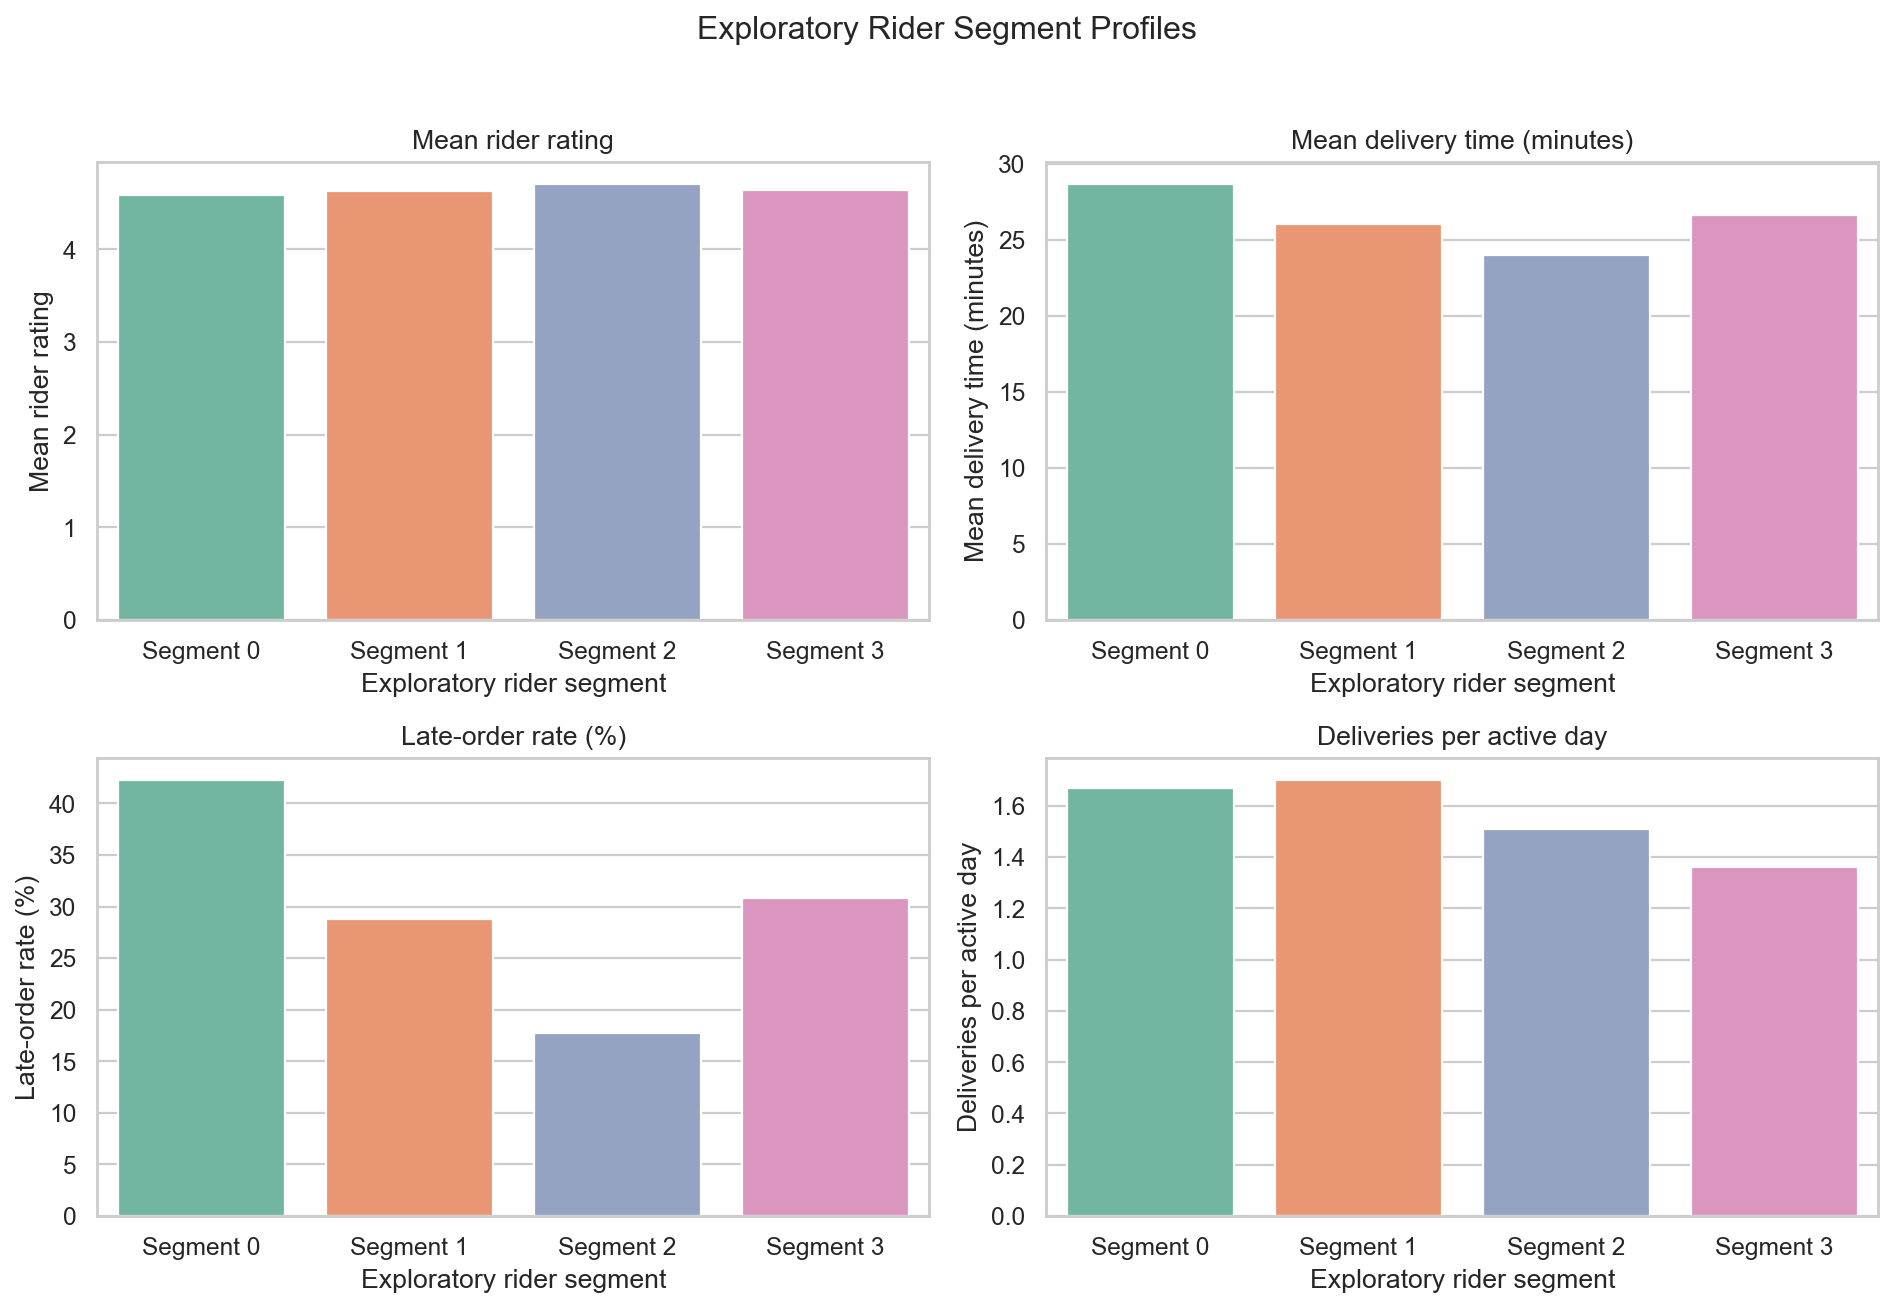 Exploratory Rider Segment Profiles
Mean rider rating
Mean rider rating
4
3
2
1
0
Segment 0 Segment 1 Segment 2 Segment 3
Exploratory rider segment
Mean delivery time (minutes)
Mean delivery time (minutes)
30
25
20
15
10
5
0
Segment 0 Segment 1 Segment 2 Segment 3
Exploratory rider segment
Late-order rate (%)
Late-order rate (%)
40
35
30
25
20
15
10
5
0
Segment 0 Segment 1 Segment 2 Segment 3
Exploratory rider segment
Deliveries per active day
Deliveries per active day
1.6
1.4
1.2
1.0
0.8
0.6
0.4
0.2
0.0
Segment 0 Segment 1 Segment 2 Segment 3
Exploratory rider segment